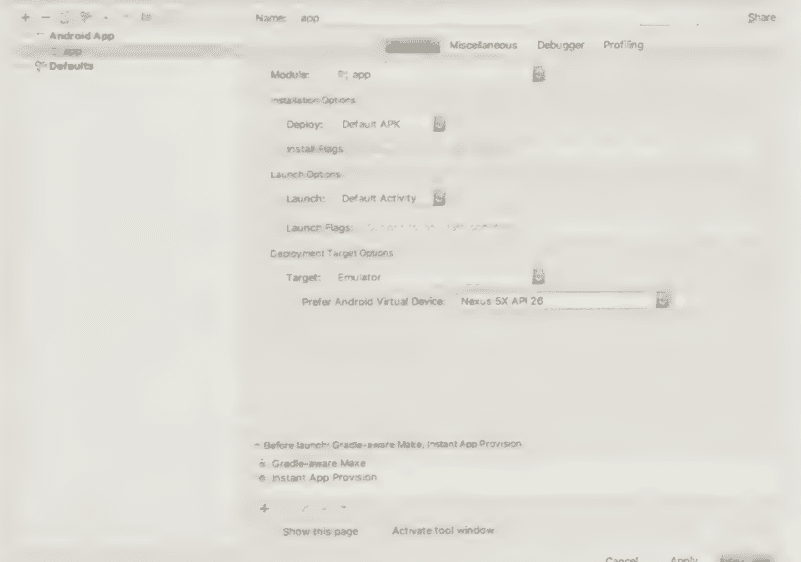 Name: app Share
Android App
app
Defaults
Miscellaneous Debugger Profiling
Module: app
Installation Options
Deploy: Default APK
Install Flags
Launch Options
Launch: Default Activity
Launch Flags:
Deployment Target Options
Target: Emulator
Prefer Android Virtual Device: Nexus 5X API 26
Before launch: Gradle-aware Make, Instant App Provision
Gradle-aware Make
Instant App Provision
Show this page Activate tool window
Cancel Apply